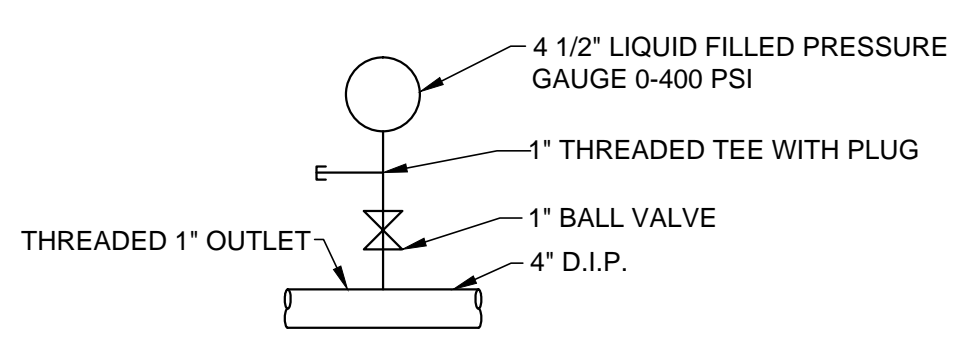 4 1/2" LIQUID FILLED PRESSURE
GAUGE 0-400 PSI
1" THREADED TEE WITH PLUG
1" BALL VALVE
THREADED 1" OUTLET
4" D.I.P.